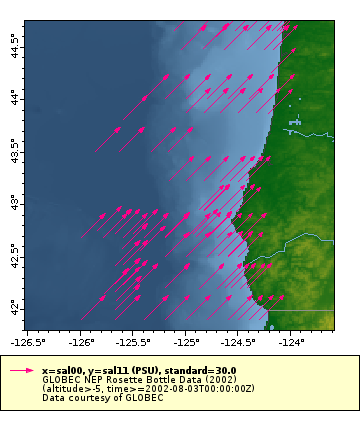 44.5°
44°
43.5°
43°
42.5°
42°
-126.5 -126° -125.5° -125° -124.5° -124°
x=sal00, y=sal11 (PSU), standard=30.0
GLOBEC NEP Rosette Bottle Data (2002)
(altitude>-5, time>=2002-08-03T00:00:00Z)
Data courtesy of GLOBEC